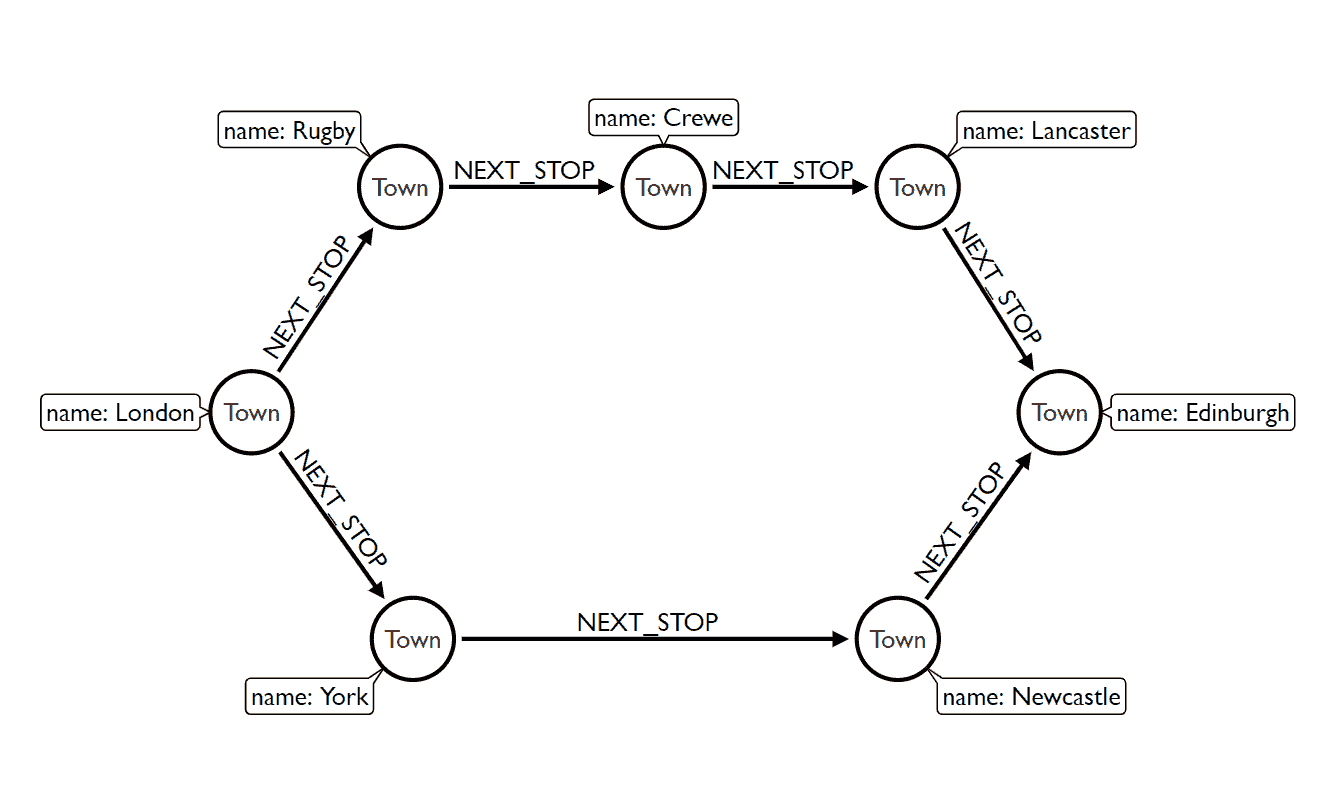 name: Crewe
name: Rugby
name: Lancaster
NEXT_STOP
NEXT_STOP
Town
Town
Town
NEXT_STOP
NEXT_STOP
name: London
Town
Town
name: Edinburgh
NEXT_STOP
NEXT_STOP
NEXT_STOP
Town
Town
name: York
name: Newcastle